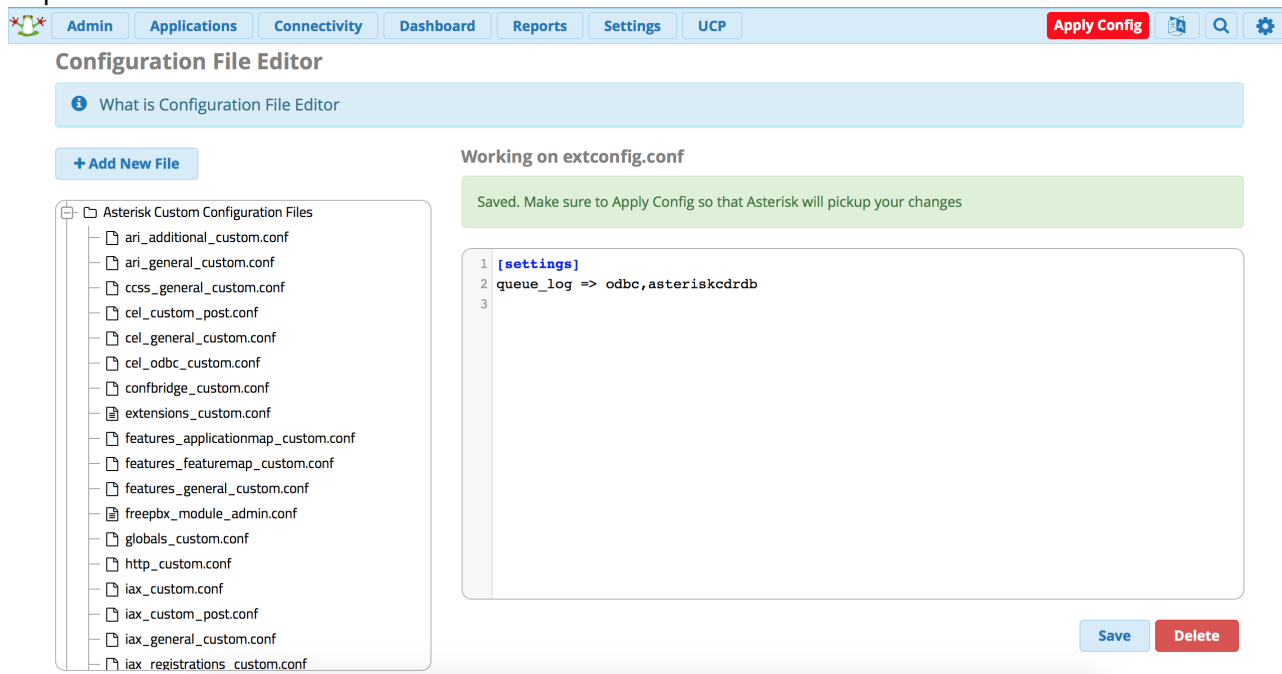 Admin Applications Connectivity Dashboard Reports Settings UCP Apply Config
Configuration File Editor
What is Configuration File Editor
+ Add New File
Asterisk Custom Configuration Files
ari_additional_custom.conf
ari_general_custom.conf
ccss_general_custom.conf
cel_custom_post.conf
cel_general_custom.conf
cel_odbc_custom.conf
confbridge_custom.conf
extensions_custom.conf
features_applicationmap_custom.conf
features_featuremap_custom.conf
features_general_custom.conf
freepbx_module_admin.conf
globals_custom.conf
http_custom.conf
iax_custom.conf
iax_custom_post.conf
iax_general_custom.conf
iax_registrations_custom.conf
Working on extconfig.conf
Saved. Make sure to Apply Config so that Asterisk will pickup your changes
1 [settings]
2 queue_log => odbc,asteriskcdrdb
3
Save Delete